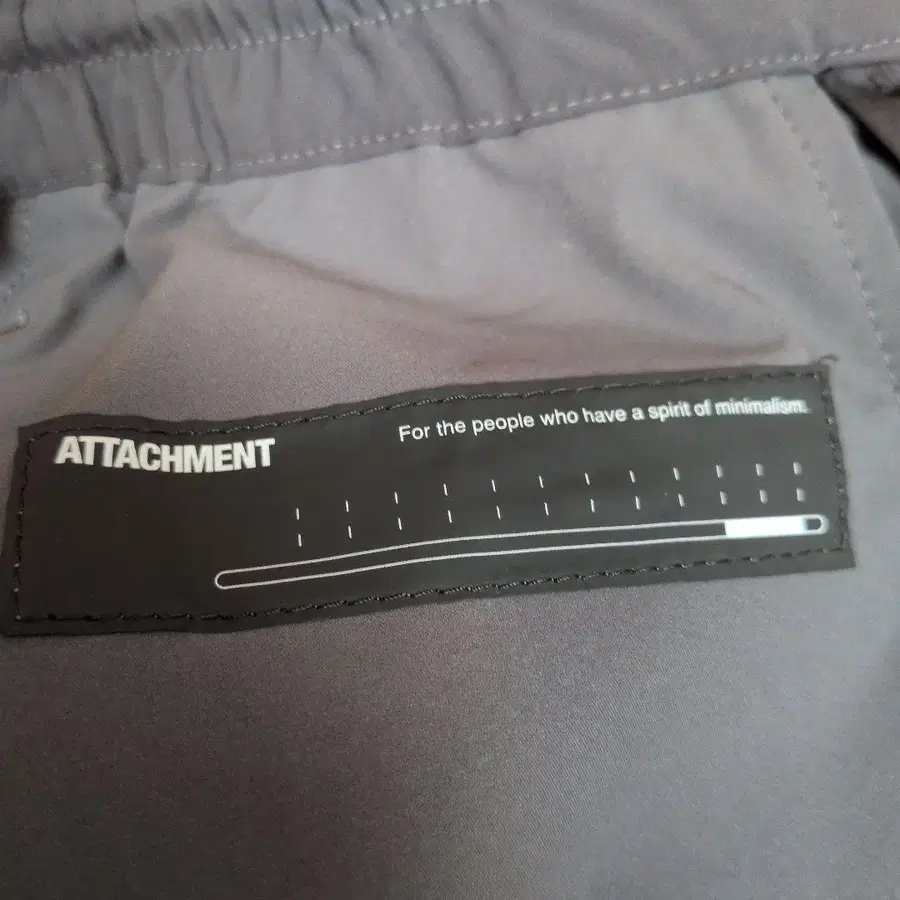 ATTACHMENT
For the people who have a spirit of minimalism.